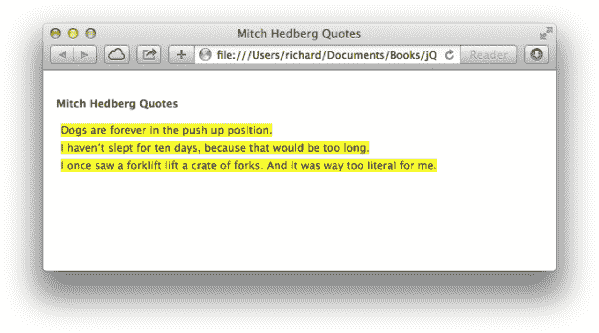 Mitch Hedberg Quotes
file:///Users/richard/Documents/Books/jQ
Reader
Mitch Hedberg Quotes
Dogs are forever in the push up position.
I haven't slept for ten days, because that would be too long.
I once saw a forklift lift a crate of forks. And it was way too literal for me.